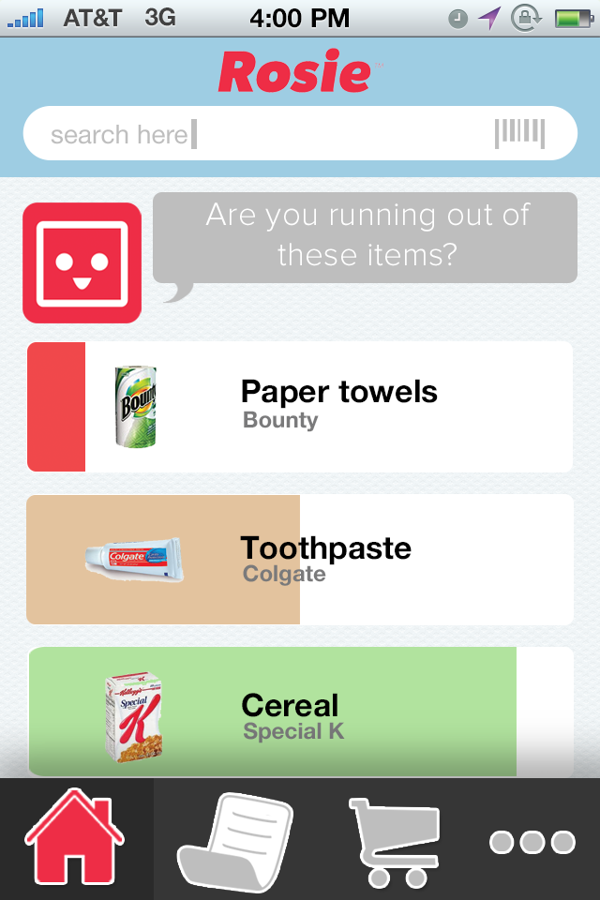 AT&T 3G 4:00 PM
Rosie
search here
Are you running out of
these items?
Bounty
Paper towels
Bounty
Colgate
Toothpaste
Colgate
Kellogg's
Special
K
Cereal
Special K